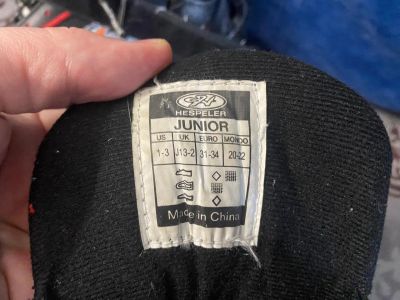 HESPELER
JUNIOR
US UK EURO MONDO
1-3 J13-2 31-34 20-22
Made in China